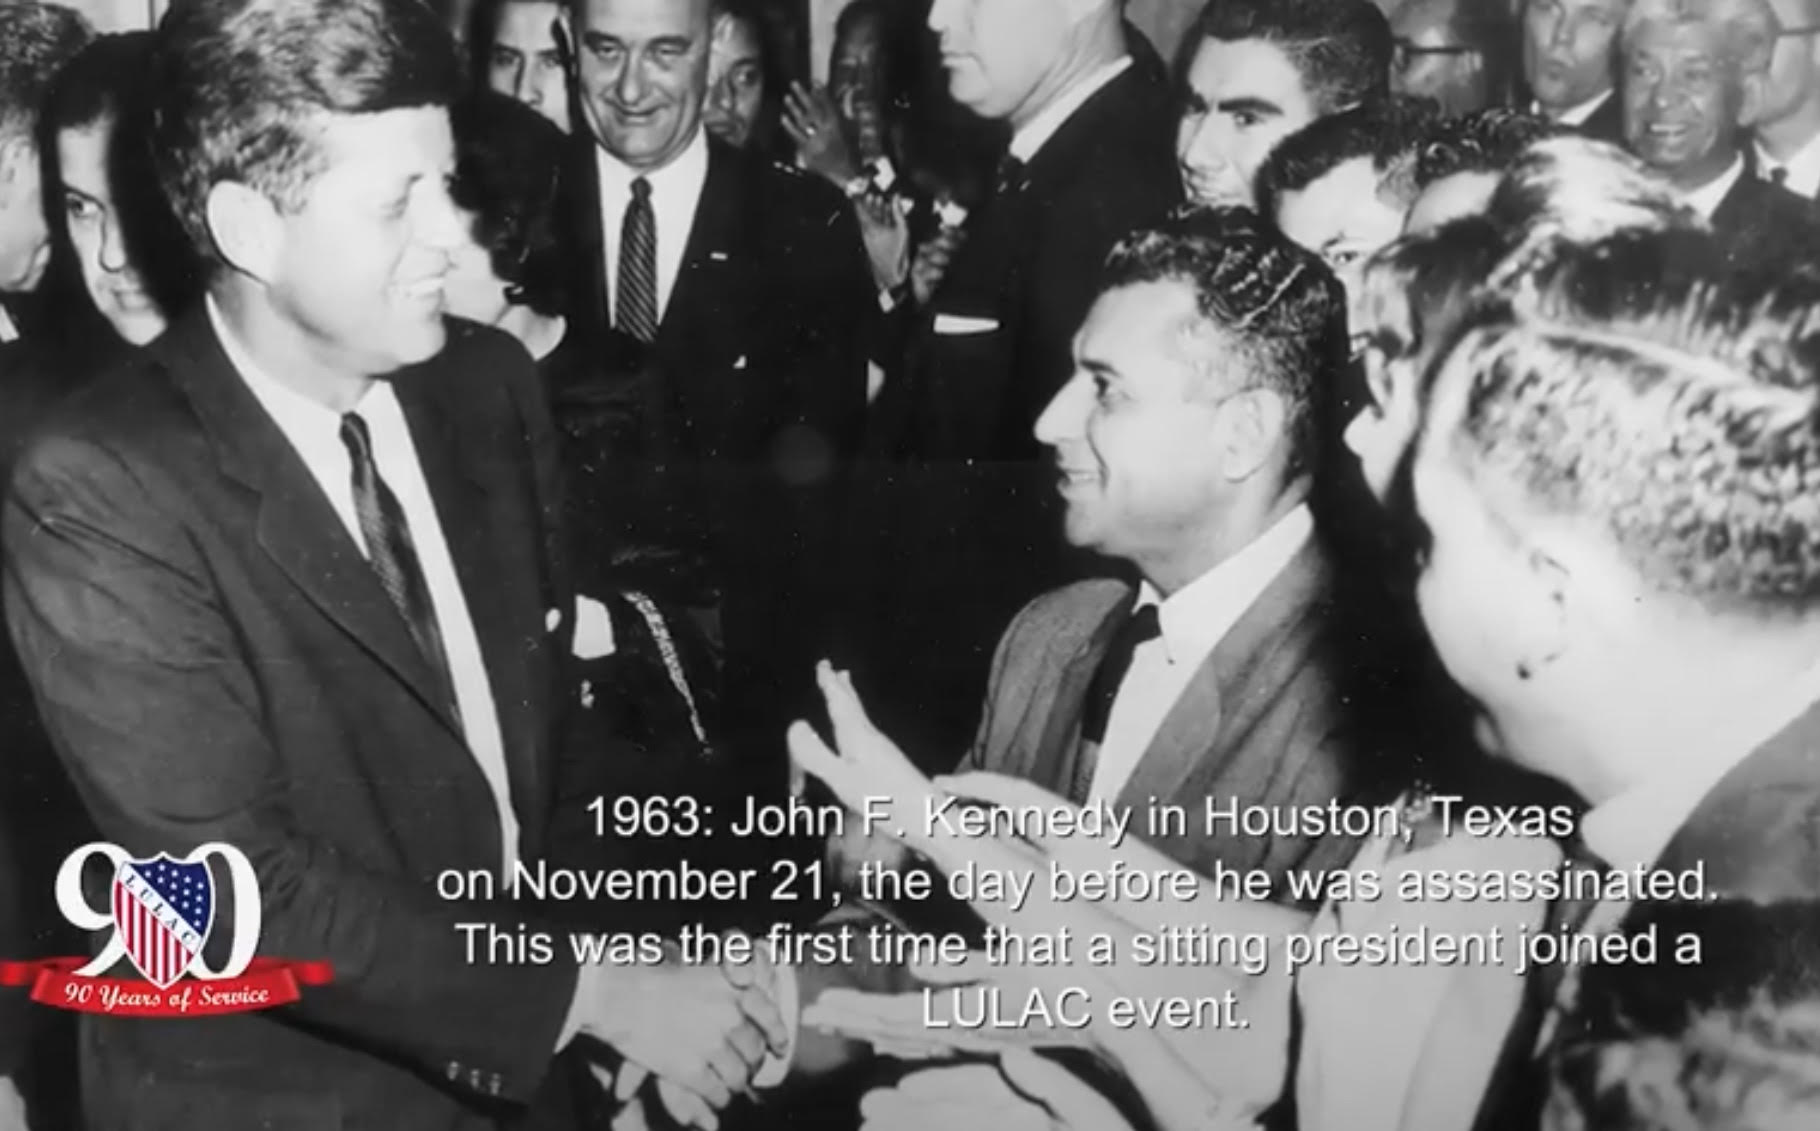 1963: John F. Kennedy in Houston, Texas
on November 21, the day before he was assassinated.
This was the first time that a sitting president joined a
LULAC event.
90
LULAC
90 Years of Service